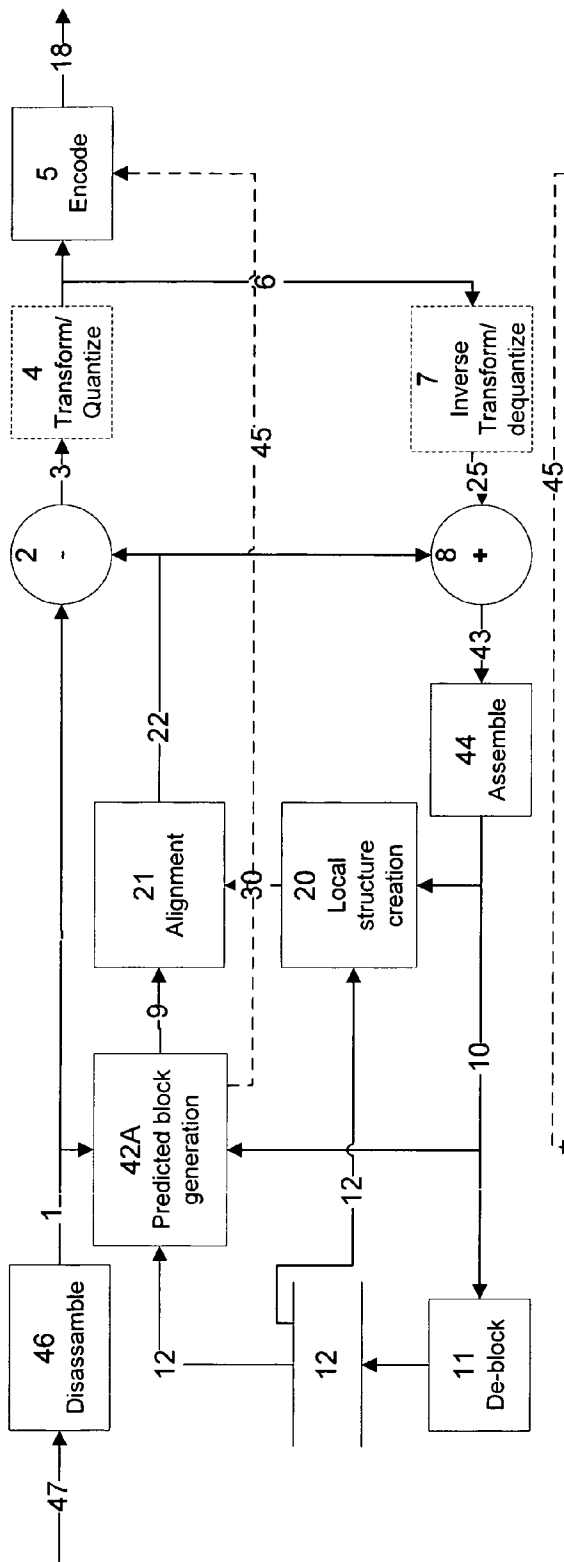 18
5
Encode
4
Transform/
Quantize
6
7
Inverse
Transform/
dequantize
3
45
25
45
2
-
8
+
43
22
44
Assemble
21
Alignment
30
20
Local
structure
creation
9
10
42A
Predicted block
generation
1
12
46
Disassamble
12
12
11
De-block
47